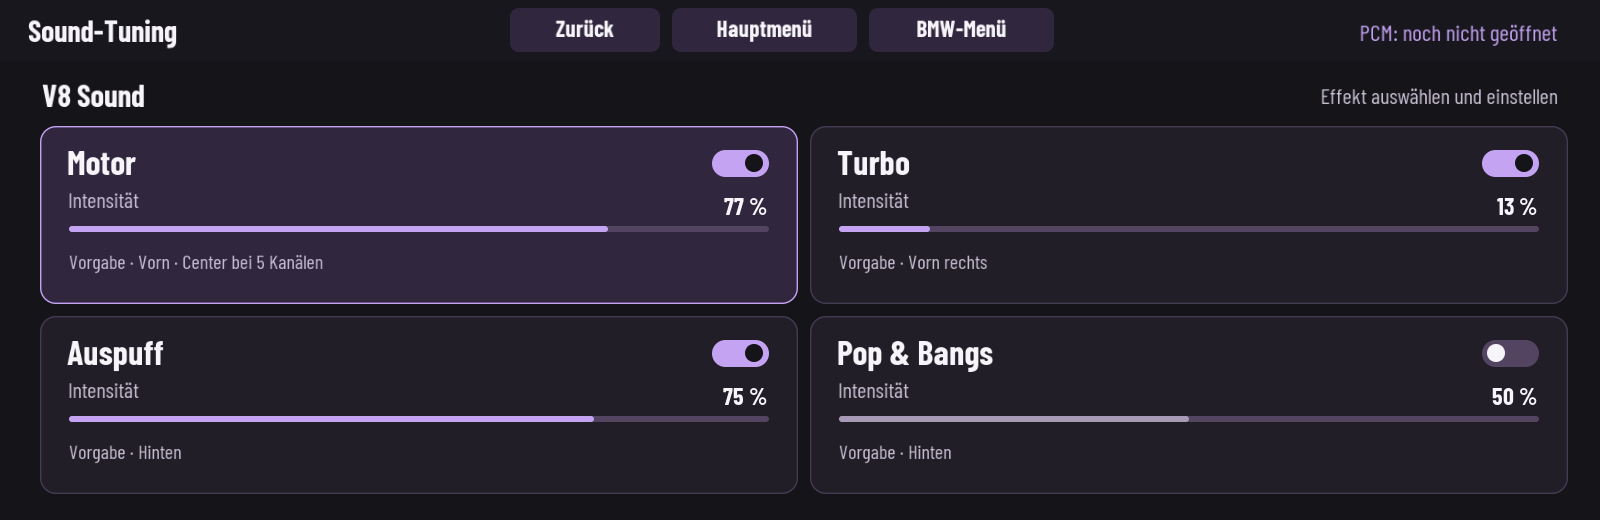 Sound-Tuning
Zurück
Hauptmenü
BMW-Menü
PCM: noch nicht geöffnet
V8 Sound
Effekt auswählen und einstellen
Motor
Intensität
77 %
Vorgabe · Vorn · Center bei 5 Kanälen
Turbo
Intensität
13 %
Vorgabe · Vorn rechts
Auspuff
Intensität
75 %
Vorgabe · Hinten
Pop & Bangs
Intensität
50 %
Vorgabe · Hinten